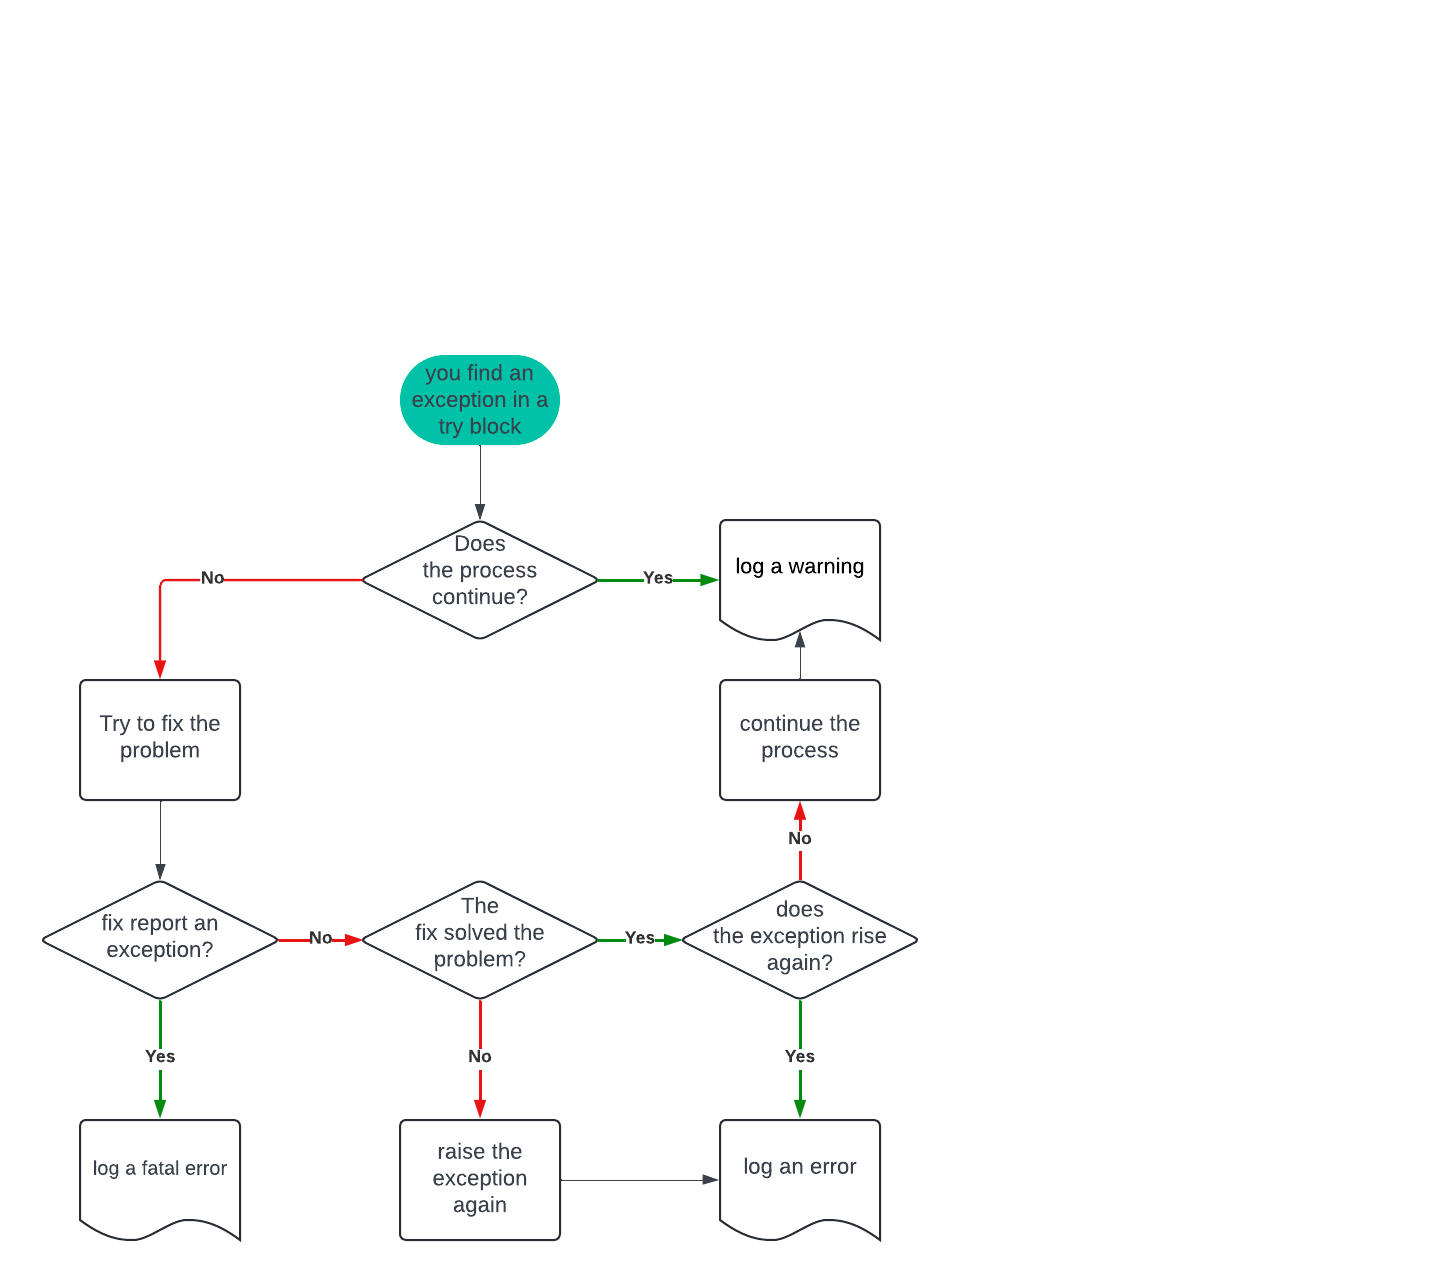 you find an
exception in a
try block
Does
the process
continue?
No
Yes
log a warning
Try to fix the
problem
continue the
process
No
fix report an
exception?
No
The
fix solved the
problem?
Yes
does
the exception rise
again?
Yes
No
Yes
log a fatal error
raise the
exception
again
log an error